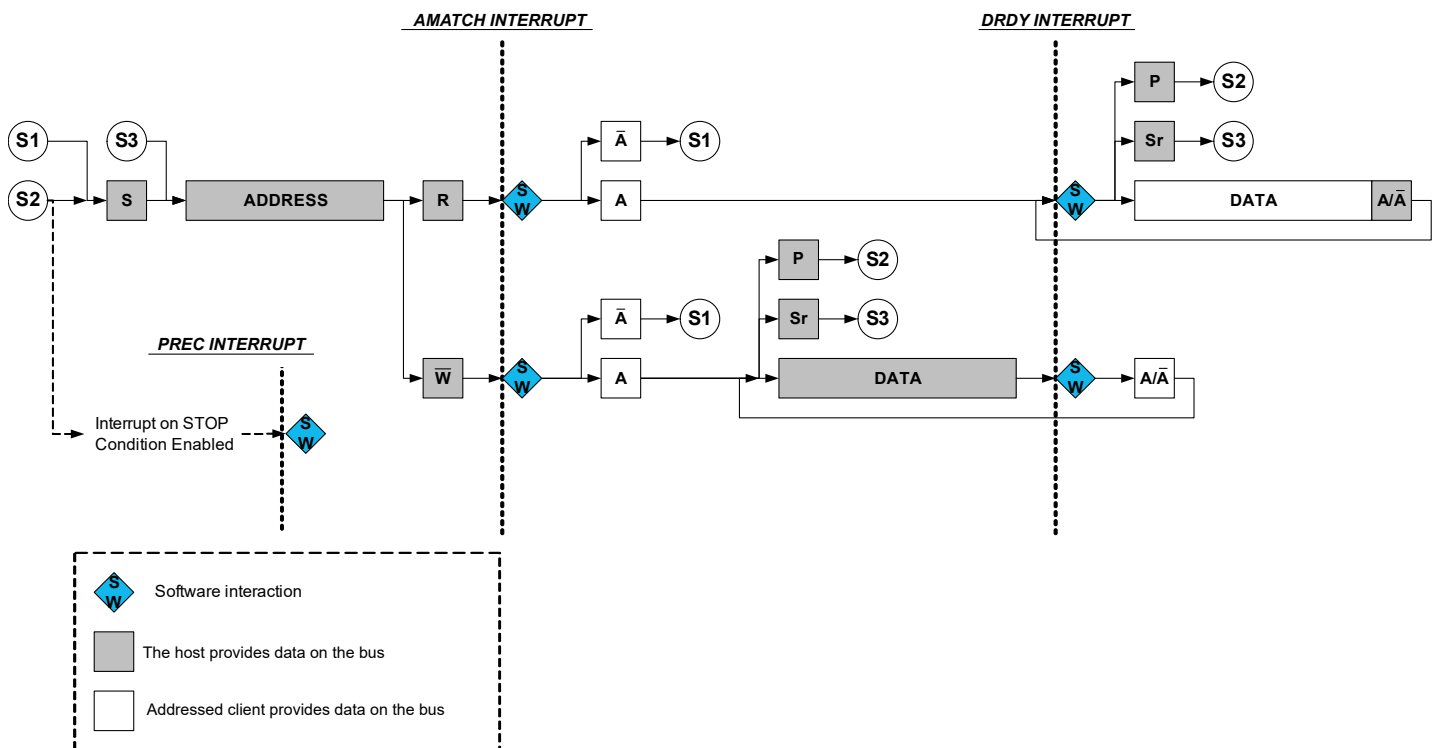 AMATCH INTERRUPT
DRDY INTERRUPT
P
S2
S1
S3
A̅
S1
Sr
S3
S2
S
ADDRESS
R
S
W
A
S
W
DATA
A/A̅
P
S2
A̅
S1
Sr
S3
PREC INTERRUPT
W̅
S
W
A
DATA
S
W
A/A̅
Interrupt on STOP
Condition Enabled
S
W
S
W
Software interaction
The host provides data on the bus
Addressed client provides data on the bus